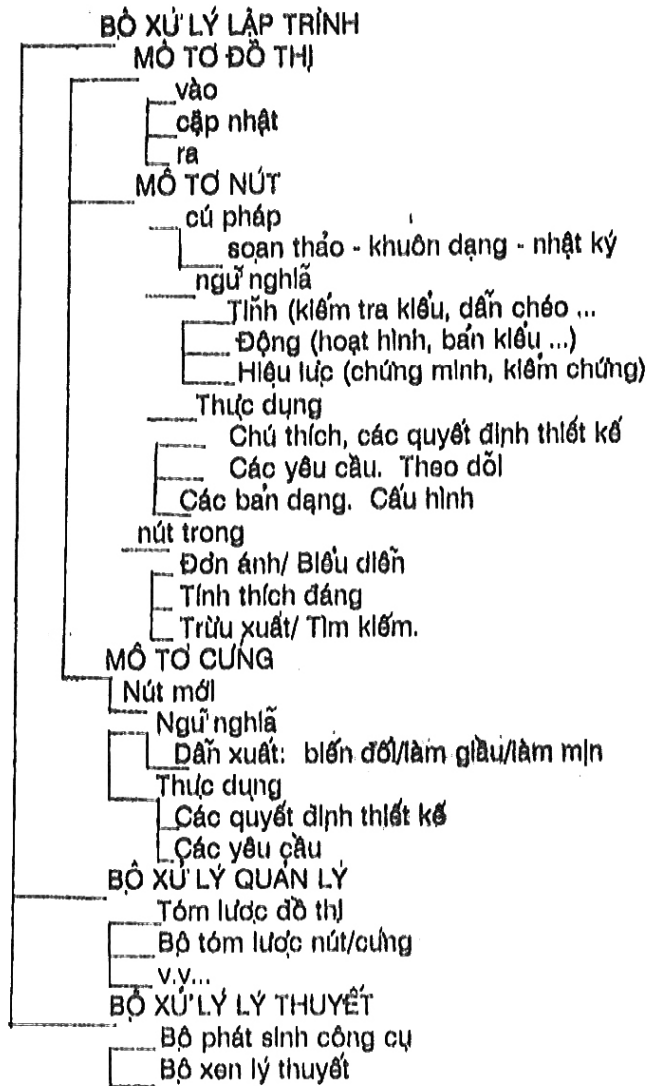 BỘ XỬ LÝ LẬP TRÌNH
MÔ TƠ ĐỒ THỊ
vào
cập nhật
ra
MÔ TƠ NÚT
cú pháp
soạn thảo - khuôn dạng - nhật ký
ngữ nghĩa
Tĩnh (kiểm tra kiểu, dẫn chéo ...
Động (hoạt hình, bản kiểu ...)
Hiệu lực (chứng minh, kiểm chứng)
Thực dụng
Chú thích, các quyết định thiết kế
Các yêu cầu. Theo dõi
Các bản dạng. Cấu hình
nút trong
Đơn ánh/ Biểu diễn
Tính thích đáng
Trừu xuất/ Tìm kiếm.
MÔ TƠ CUNG
Nút mới
Ngữ nghĩa
Dẫn xuất: biến đổi/làm giầu/làm mịn
Thực dụng
Các quyết định thiết kế
Các yêu cầu
BỘ XỬ LÝ QUẢN LÝ
Tóm lược đồ thị
Bộ tóm lược nút/cung
v.v...
BỘ XỬ LÝ LÝ THUYẾT
Bộ phát sinh công cụ
Bộ xen lý thuyết